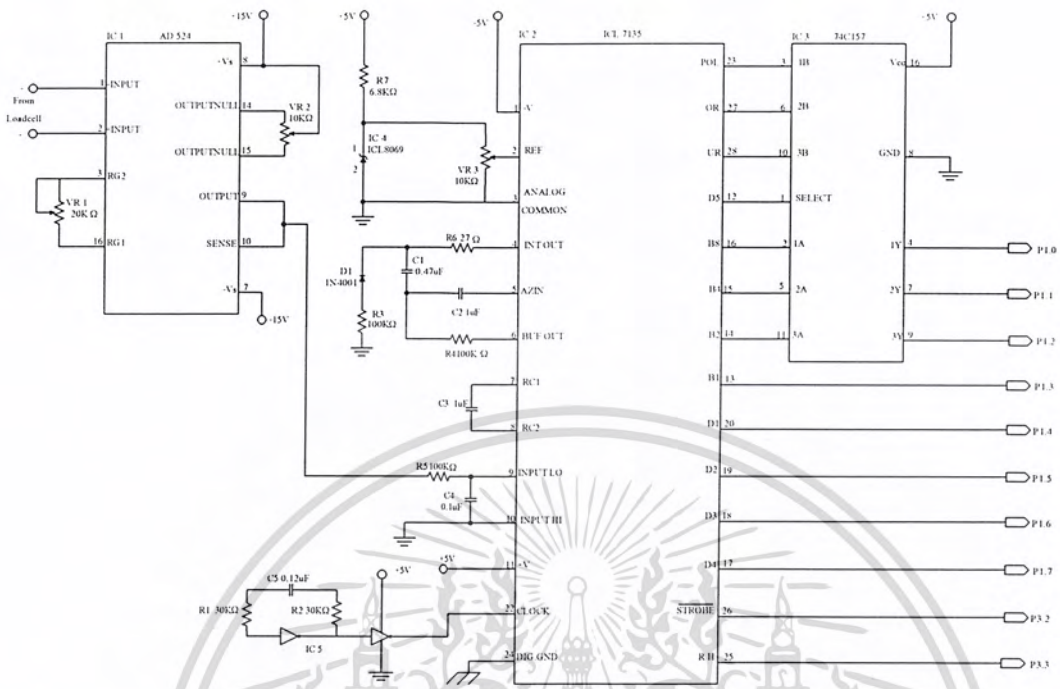 IC 1 AD 524
+15V
-Vs
8
1
-INPUT
From
Loadcell
2
-INPUT
OUTPUTNULL
14
VR 2
10KΩ
OUTPUTNULL
15
3
RG2
OUTPUT
9
VR 1
20K Ω
16
RG1
SENSE
10
-Vs
7
-15V
+5V
R7
6.8KΩ
IC 4
ICL8069
1
2
VR 3
10KΩ
R6 27 Ω
C1
0.47uF
D1
1N4001
R3
100KΩ
C2 1uF
R4100K Ω
C3 1uF
R5100KΩ
C4
0.1uF
C5 0.12uF
R1 30KΩ
R2 30KΩ
IC 5
+5V
+5V
-5V
IC 2 ICL 7135
1
-V
2
REF
3
ANALOG
COMMON
4
INT OUT
5
AZIN
6
BUF OUT
7
RC1
8
RC2
9
INPUT LO
10
INPUT HI
11
+V
22
CLOCK
24
DIG.GND
POL
23
OR
27
UR
28
D5
12
B8
16
B4
15
B2
14
B1
13
D1
20
D2
19
D3
18
D4
17
STROBE
26
R/H
25
IC 3 74C157
-5V
3
1B
Vcc
16
6
2B
10
3B
GND
8
1
SELECT
2
1A
1Y
4
P1.0
5
2A
2Y
7
P1.1
11
3A
3Y
9
P1.2
P1.3
P1.4
P1.5
P1.6
P1.7
P3.2
P3.3